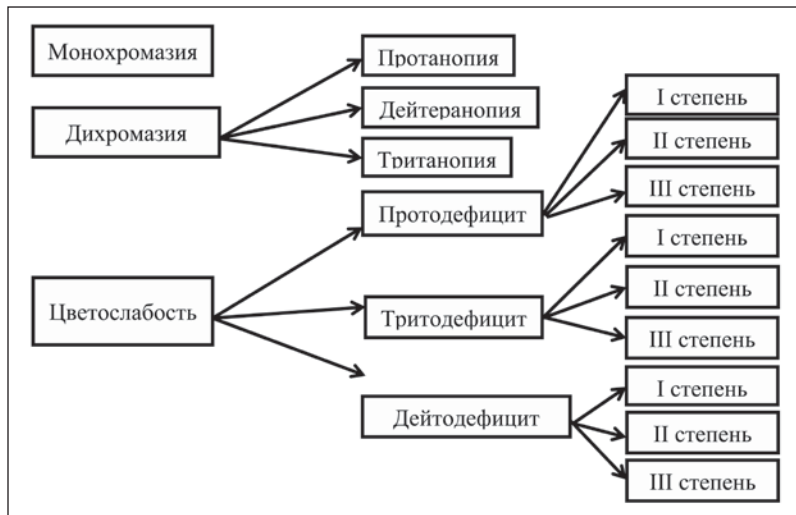 Монохромазия
Дихромазия
Протанопия
Дейтеранопия
Тританопия
Цветослабость
Протодефицит
I степень
II степень
III степень
Тритодефицит
I степень
II степень
III степень
Дейтодефицит
I степень
II степень
III степень